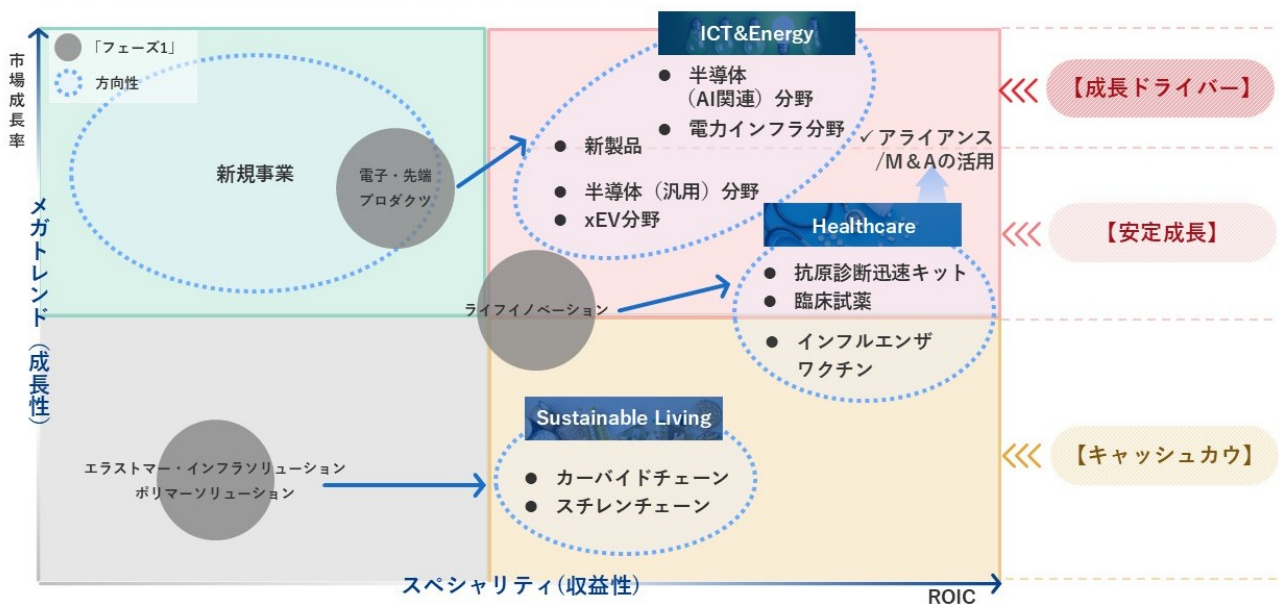 「フェーズ1」
方向性
市場成長率
メガトレンド(成長性)
新規事業
電子・先端
プロダクツ
ICT&Energy
● 半導体
(AI関連)分野
● 電力インフラ分野
● 新製品
● 半導体(汎用)分野
● xEV分野
✓ アライアンス
/M&Aの活用
【成長ドライバー】
Healthcare
【安定成長】
ライフイノベーション
● 抗原診断迅速キット
● 臨床試薬
● インフルエンザ
ワクチン
Sustainable Living
エラストマー・インフラソリューション
ポリマーソリューション
● カーバイドチェーン
● スチレンチェーン
【キャッシュカウ】
スペシャリティ(収益性)
ROIC